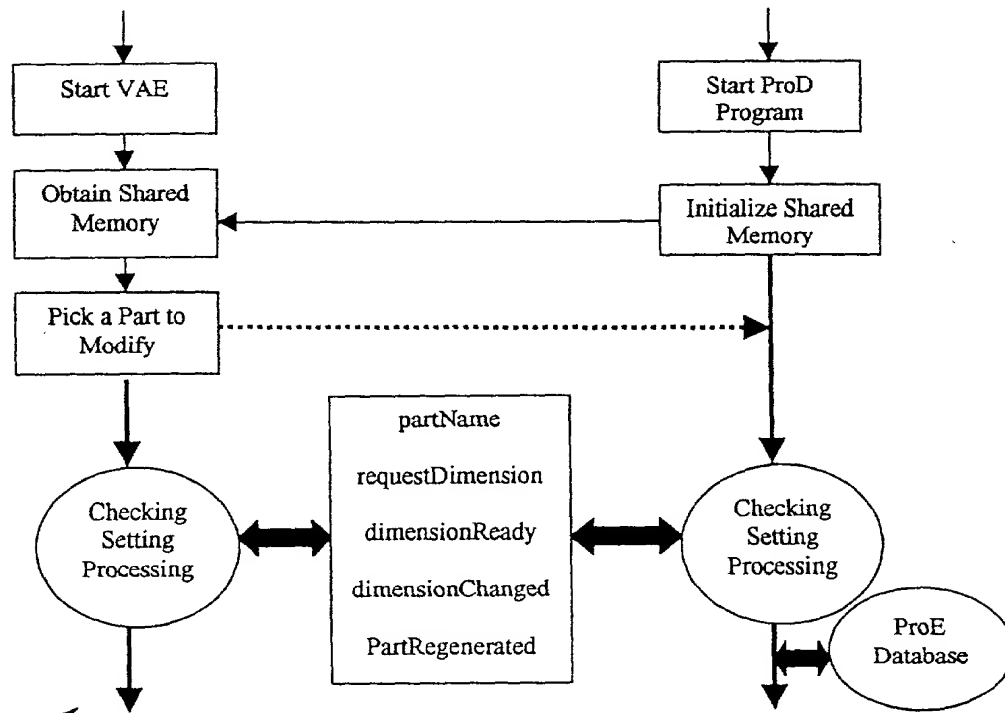 Start VAE
Start ProD
Program
Obtain Shared
Memory
Initialize Shared
Memory
Pick a Part to
Modify
partName
requestDimension
dimensionReady
dimensionChanged
PartRegenerated
Checking
Setting
Processing
Checking
Setting
Processing
ProE
Database